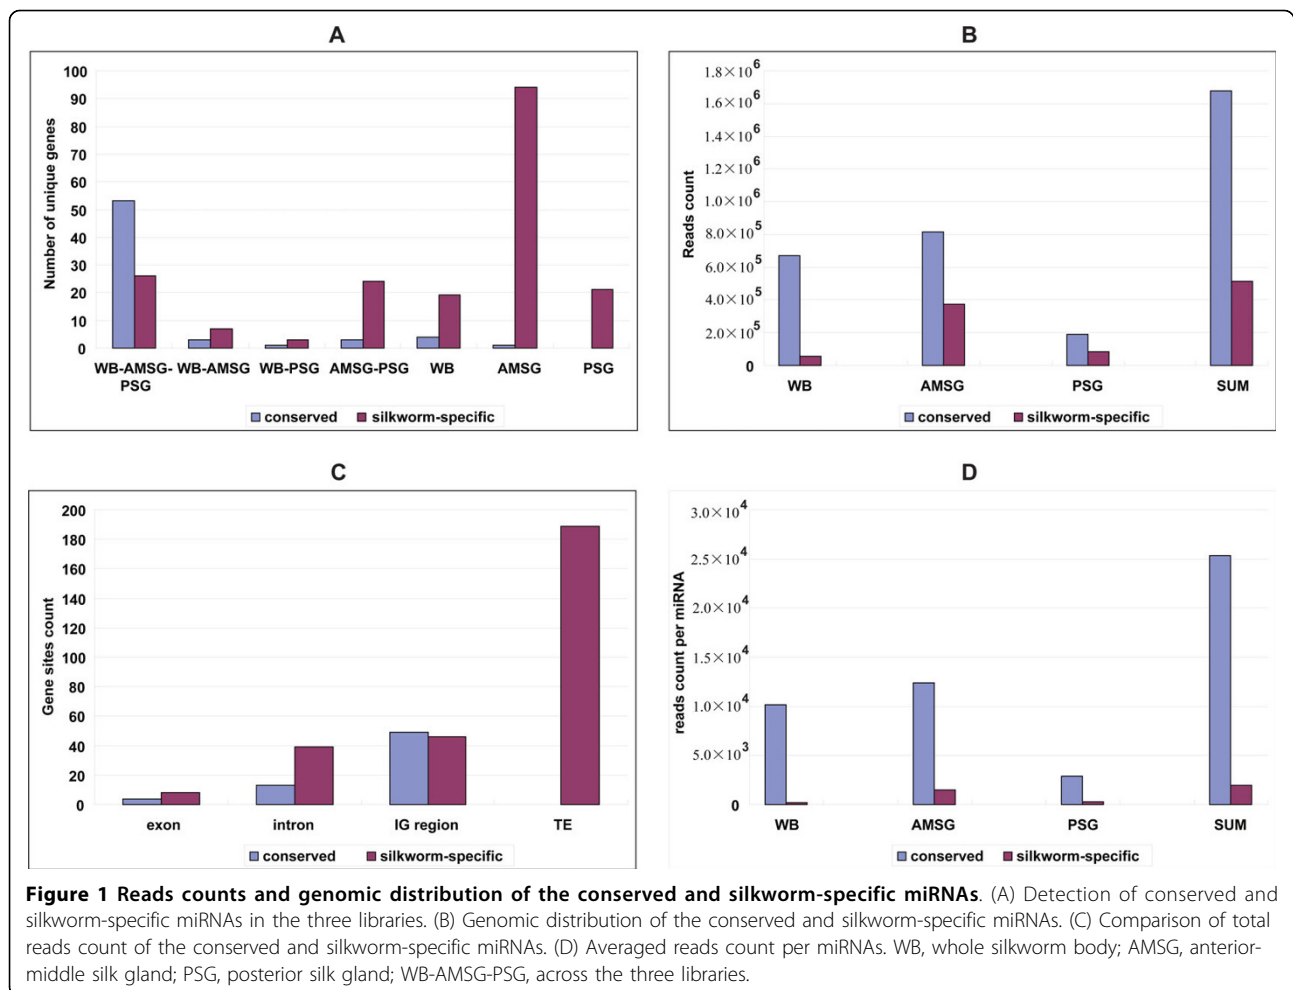 A
100
90
80
70
60
50
40
30
20
10
0
Number of unique genes
WB-AMSG-PSG
WB-AMSG
WB-PSG
AMSG-PSG
WB
AMSG
PSG
conserved
silkworm-specific
B
1.8×10^6
1.6×10^6
1.4×10^6
1.2×10^6
1.0×10^6
8.0×10^5
6.0×10^5
4.0×10^5
2.0×10^5
0
Reads count
WB
AMSG
PSG
SUM
conserved
silkworm-specific
C
200
180
160
140
120
100
80
60
40
20
0
Gene sites count
exon
intron
IG region
TE
conserved
silkworm-specific
D
3.0×10^4
2.5×10^4
2.0×10^4
1.5×10^4
1.0×10^4
5.0×10^3
0
reads count per miRNA
WB
AMSG
PSG
SUM
conserved
silkworm-specific
Figure 1 Reads counts and genomic distribution of the conserved and silkworm-specific miRNAs. (A) Detection of conserved and
silkworm-specific miRNAs in the three libraries. (B) Genomic distribution of the conserved and silkworm-specific miRNAs. (C) Comparison of total
reads count of the conserved and silkworm-specific miRNAs. (D) Averaged reads count per miRNAs. WB, whole silkworm body; AMSG, anterior-
middle silk gland; PSG, posterior silk gland; WB-AMSG-PSG, across the three libraries.